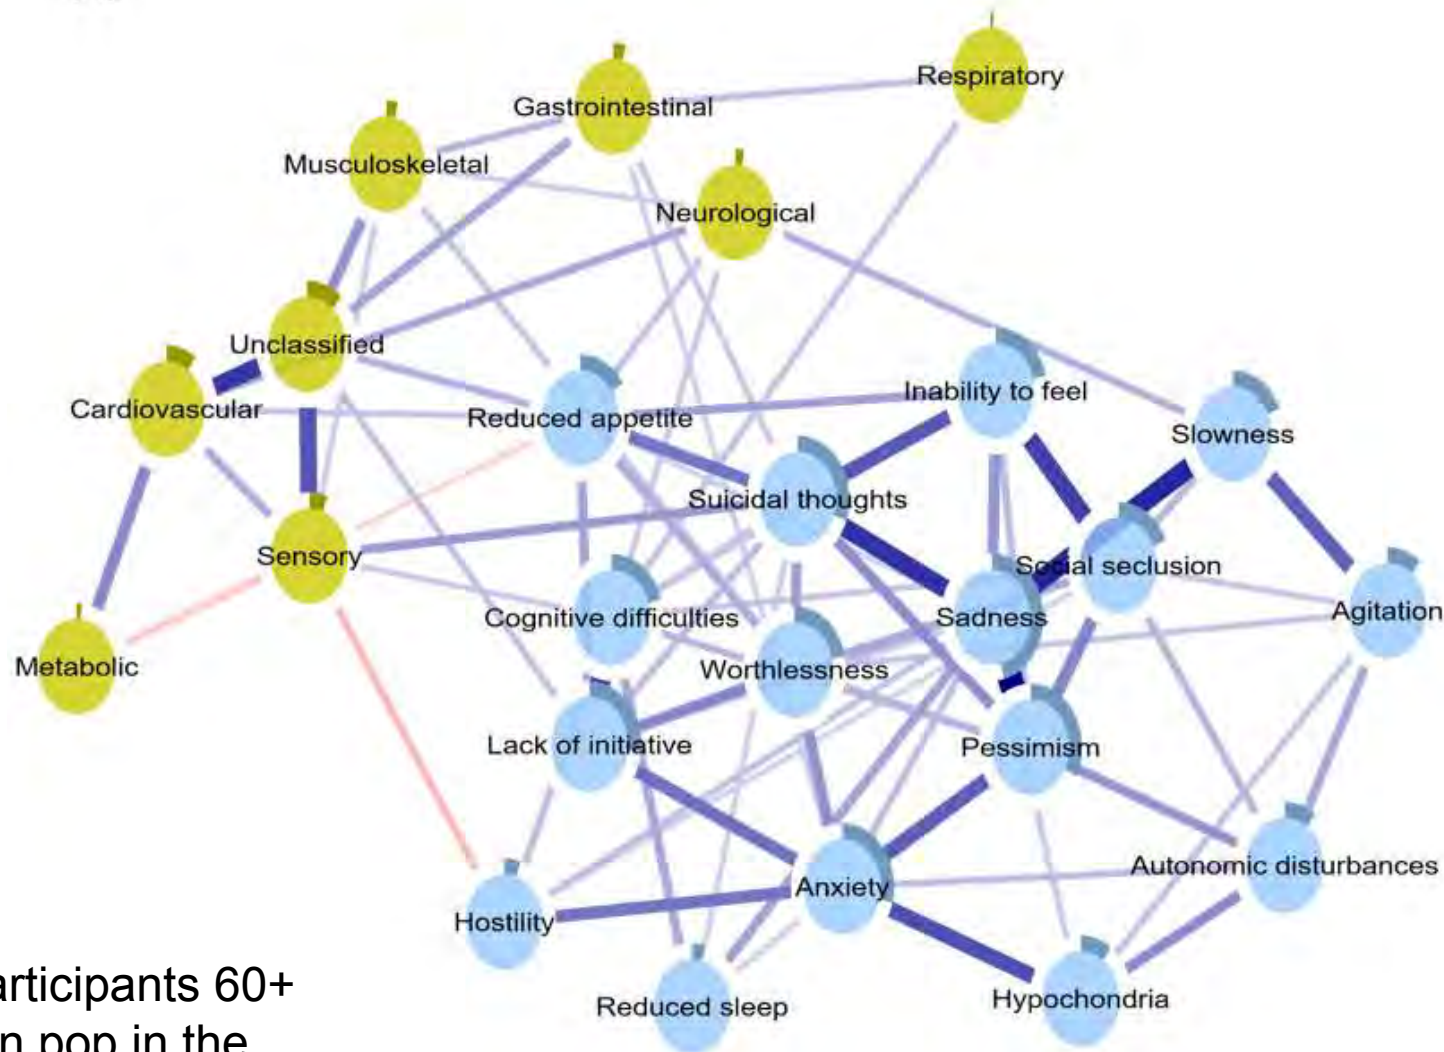 Respiratory
Gastrointestinal
Musculoskeletal
Neurological
Unclassified
Cardiovascular
Reduced appetite
Inability to feel
Slowness
Suicidal thoughts
Sensory
Social seclusion
Cognitive difficulties
Sadness
Agitation
Metabolic
Worthlessness
Lack of initiative
Pessimism
Autonomic disturbances
Anxiety
Hostility
Reduced sleep
Hypochondria
articipants 60+
n pop in the